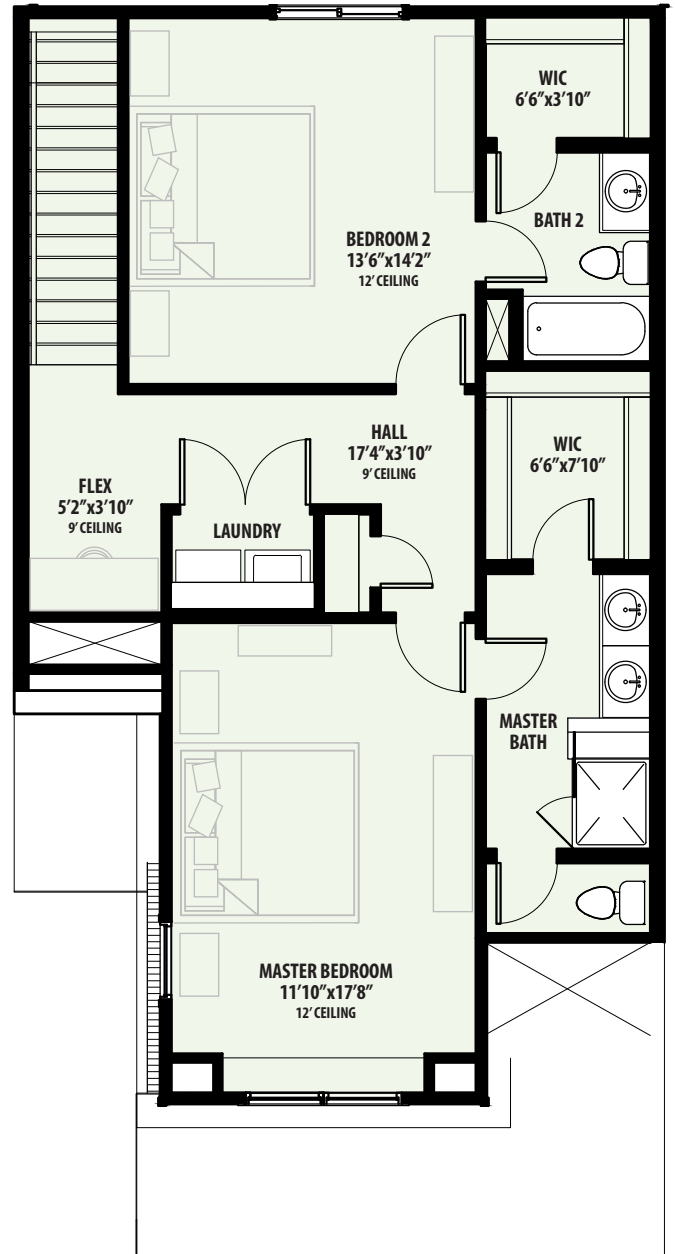 WIC
6’6”x3’10”
BATH 2
BEDROOM 2
13’6”x14’2”
12’ CEILING
HALL
17’4”x3’10”
9’ CEILING
WIC
6’6”x7’10”
FLEX
5’2”x3’10”
9’ CEILING
LAUNDRY
MASTER
BATH
MASTER BEDROOM
11’10”x17’8”
12’ CEILING